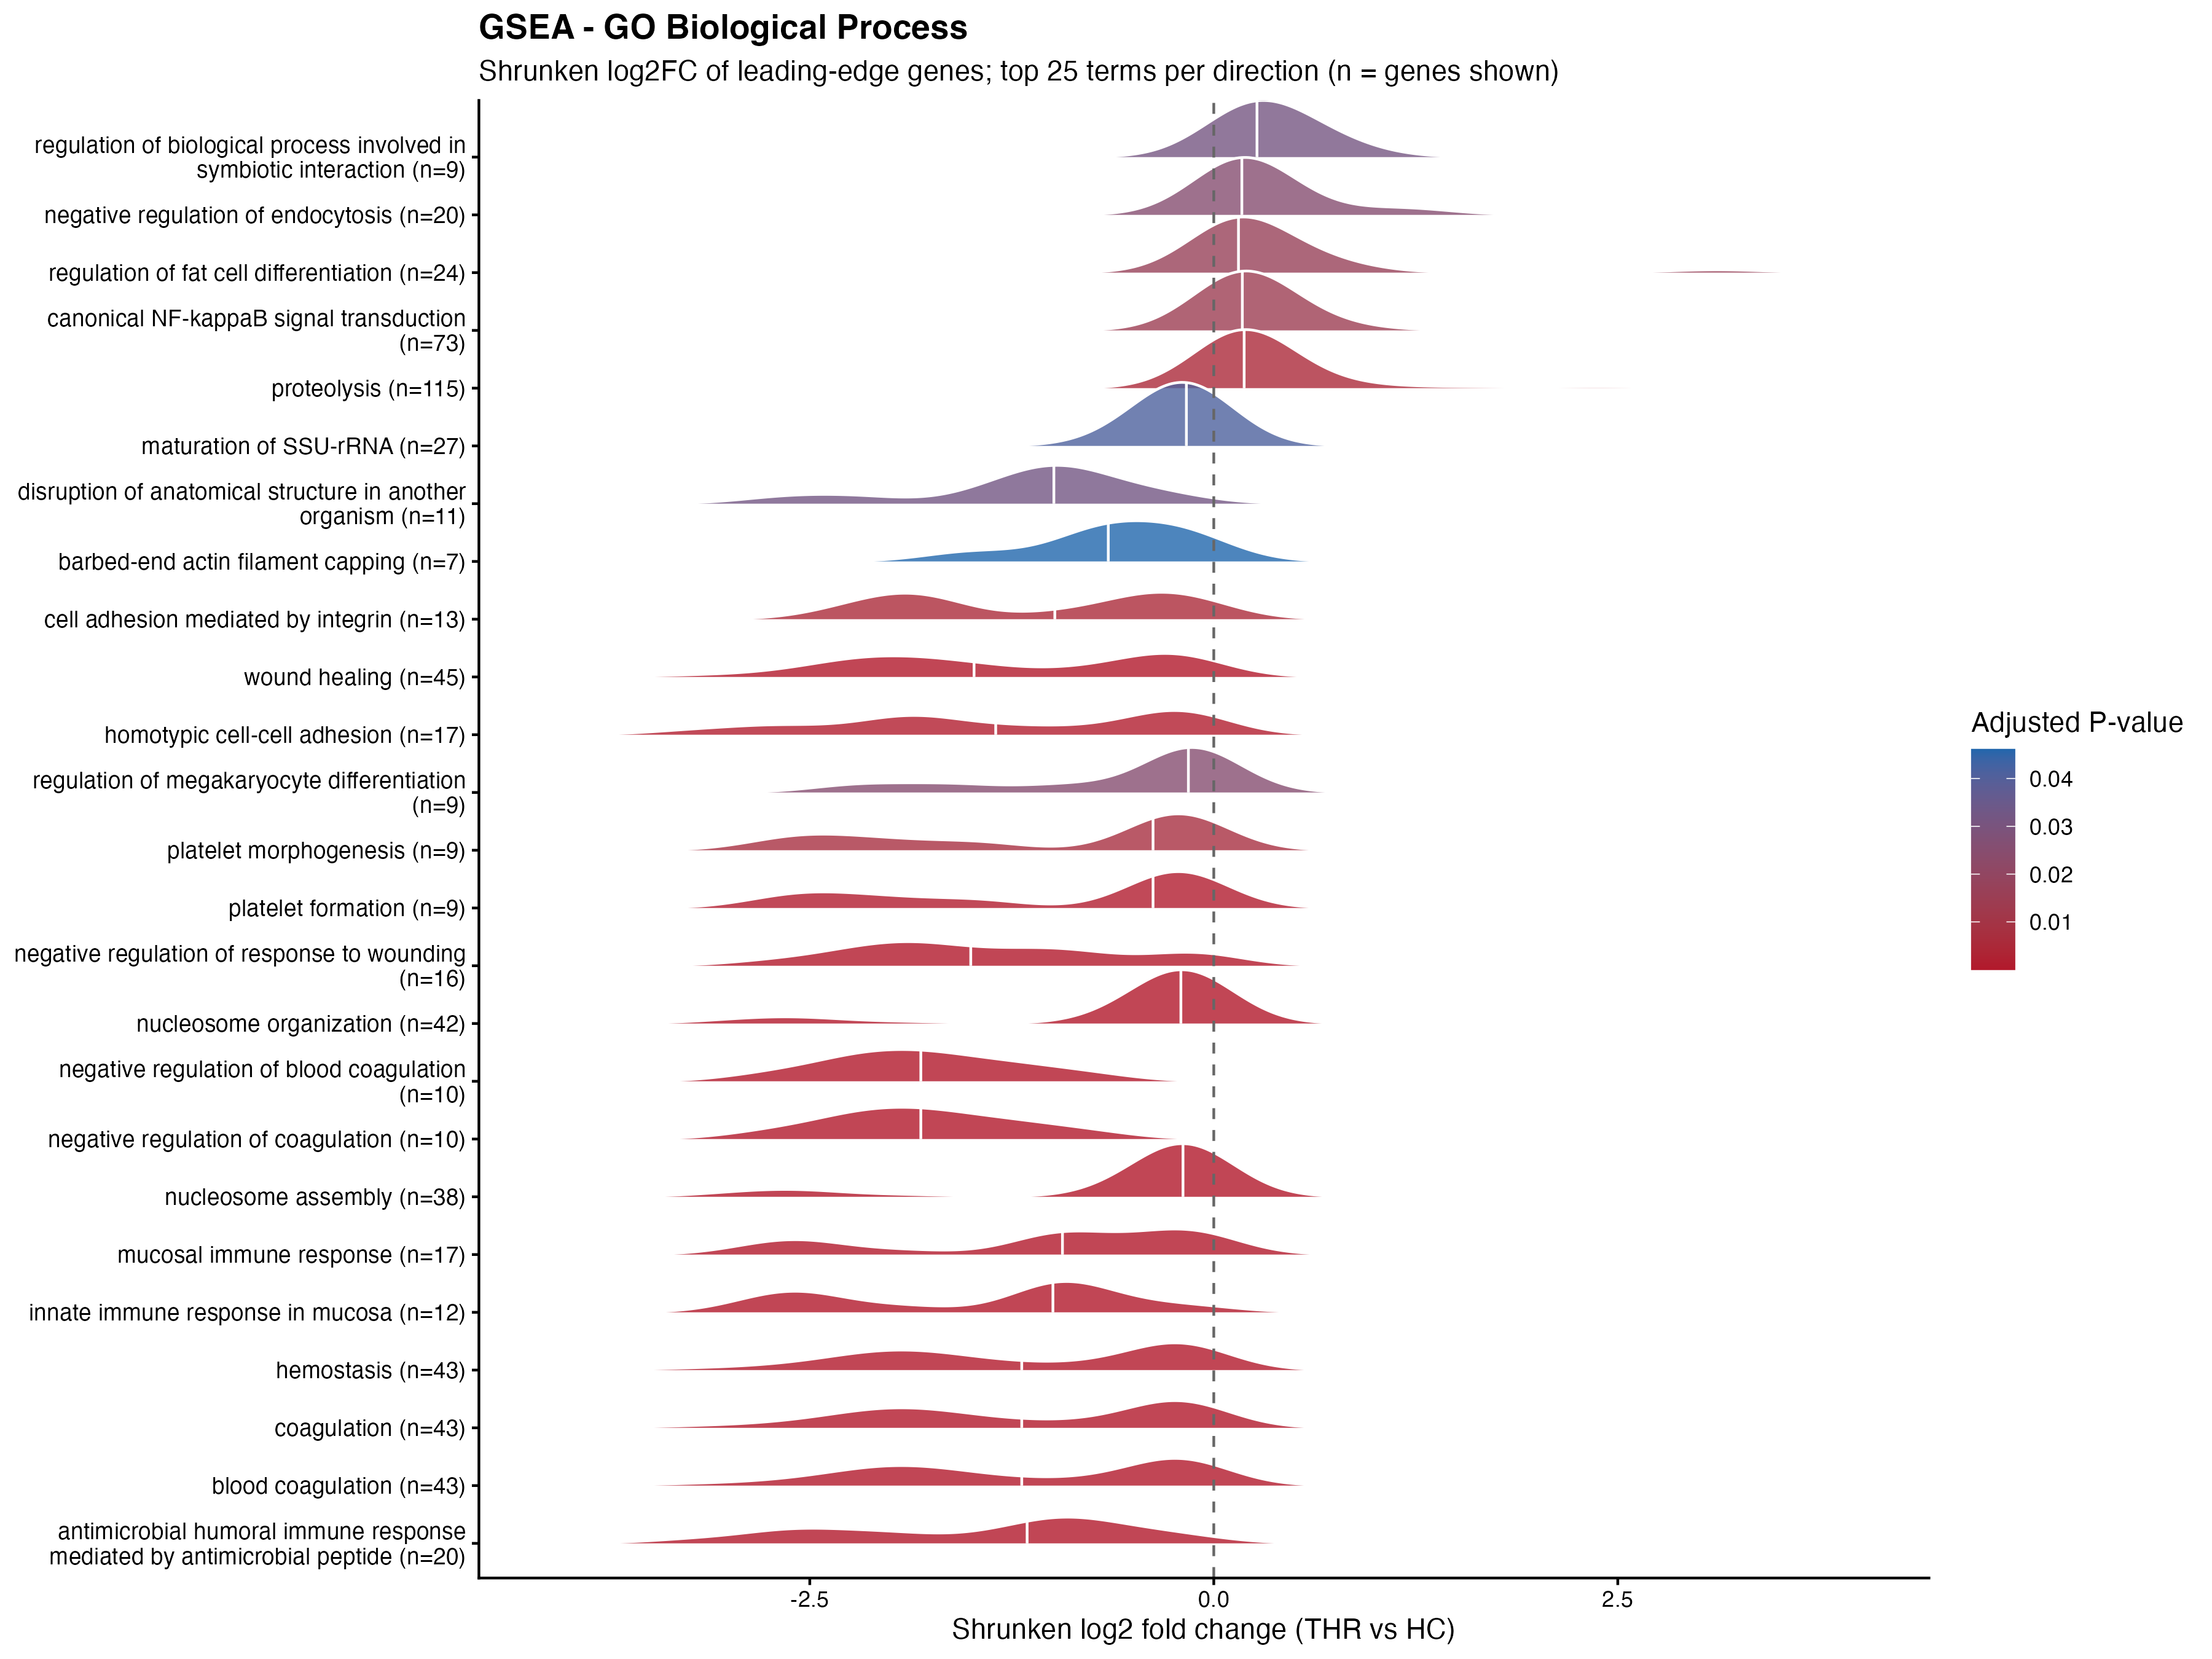 GSEA - GO Biological Process
Shrunken log2FC of leading-edge genes; top 25 terms per direction (n = genes shown)
regulation of biological process involved in
symbiotic interaction (n=9)
negative regulation of endocytosis (n=20)
regulation of fat cell differentiation (n=24)
canonical NF-kappaB signal transduction
(n=73)
proteolysis (n=115)
maturation of SSU-rRNA (n=27)
disruption of anatomical structure in another
organism (n=11)
barbed-end actin filament capping (n=7)
cell adhesion mediated by integrin (n=13)
wound healing (n=45)
homotypic cell-cell adhesion (n=17)
regulation of megakaryocyte differentiation
(n=9)
platelet morphogenesis (n=9)
platelet formation (n=9)
negative regulation of response to wounding
(n=16)
nucleosome organization (n=42)
negative regulation of blood coagulation
(n=10)
negative regulation of coagulation (n=10)
nucleosome assembly (n=38)
mucosal immune response (n=17)
innate immune response in mucosa (n=12)
hemostasis (n=43)
coagulation (n=43)
blood coagulation (n=43)
antimicrobial humoral immune response
mediated by antimicrobial peptide (n=20)
-2.5
0.0
2.5
Shrunken log2 fold change (THR vs HC)
Adjusted P-value
0.04
0.03
0.02
0.01